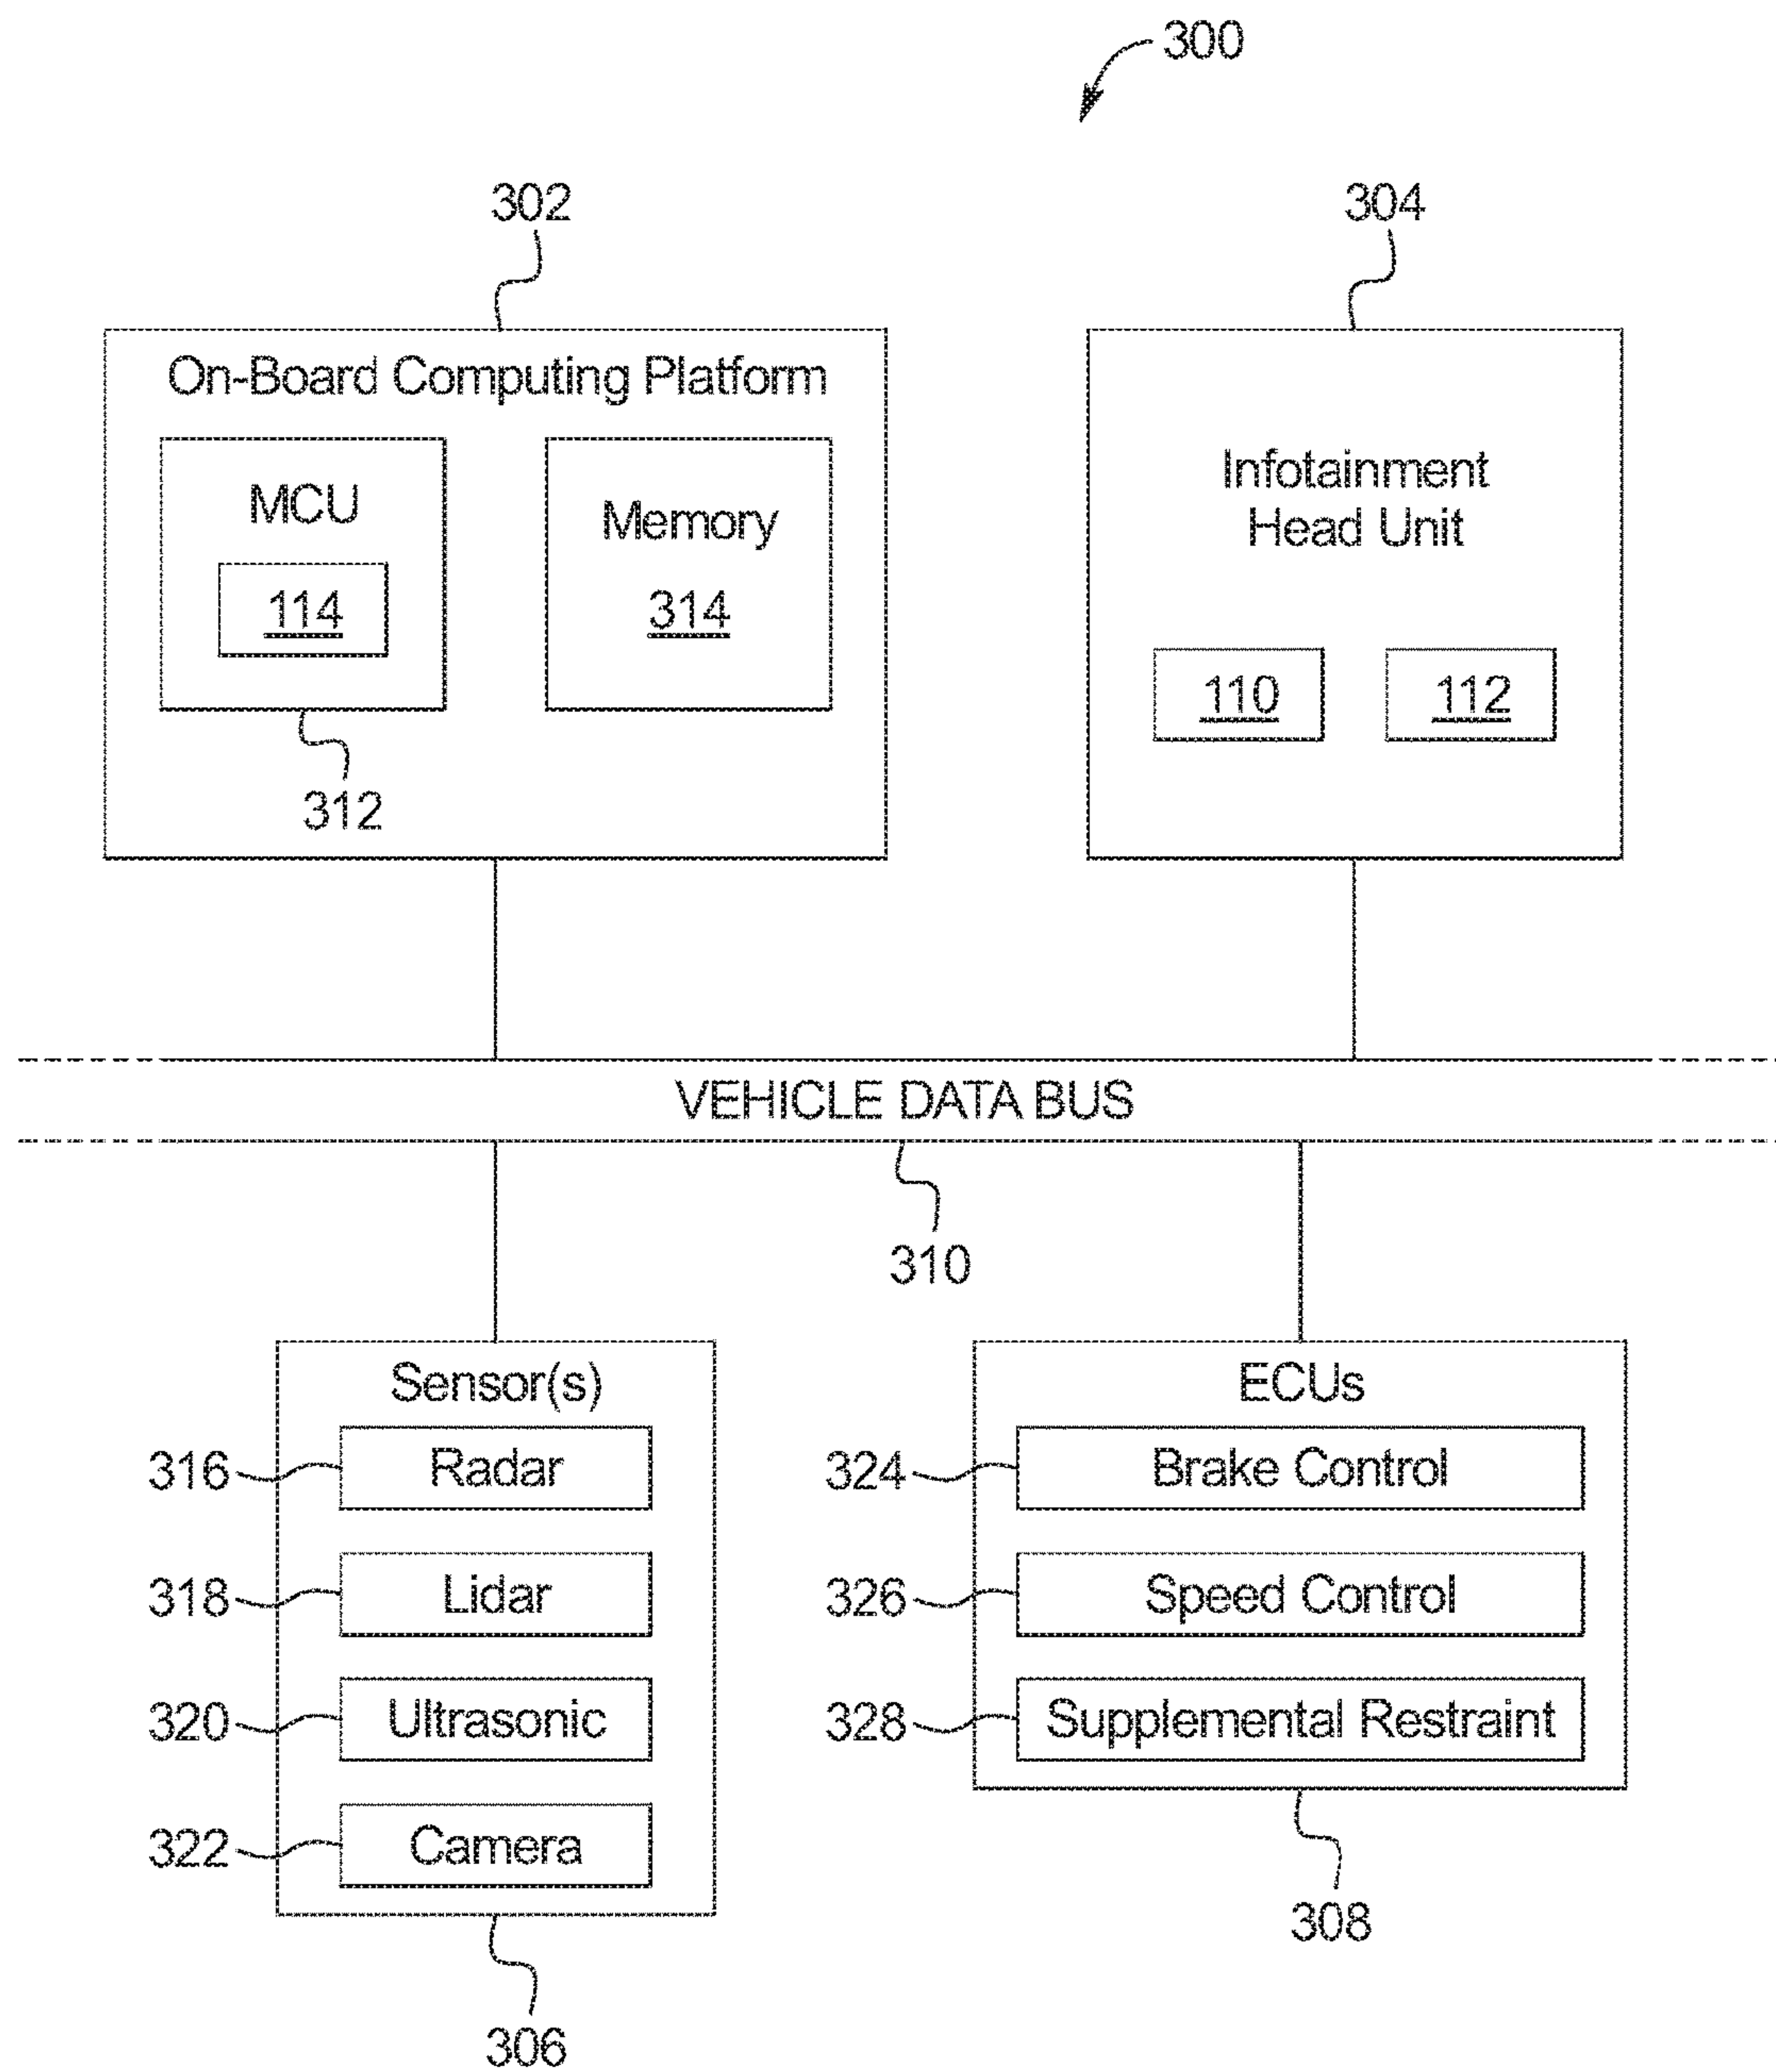 300
302
304
On-Board Computing Platform
MCU
114
312
Memory
314
Infotainment
Head Unit
110
112
VEHICLE DATA BUS
310
Sensor(s)
316
Radar
318
Lidar
320
Ultrasonic
322
Camera
306
ECUs
324
Brake Control
326
Speed Control
328
Supplemental Restraint
308